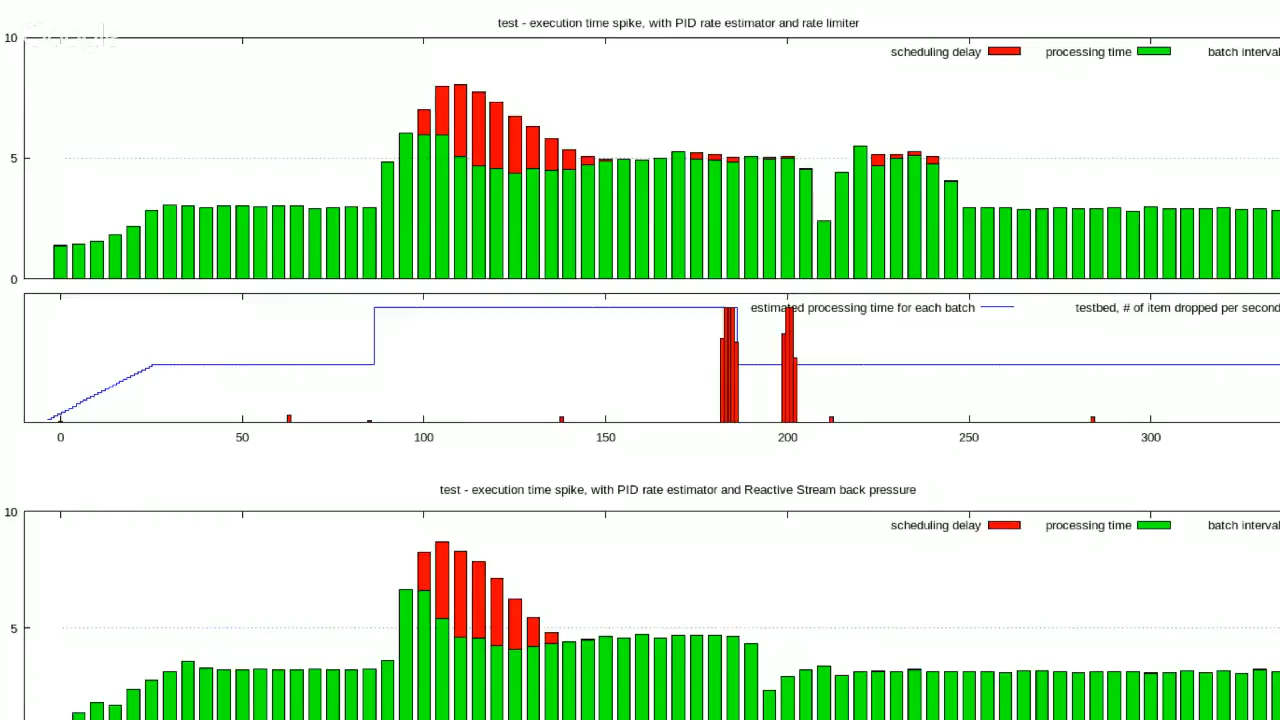 Google
test - execution time spike, with PID rate estimator and rate limiter
10
scheduling delay processing time batch interval
5
0
estimated processing time for each batch testbed, # of item dropped per second
0 50 100 150 200 250 300
test - execution time spike, with PID rate estimator and Reactive Stream back pressure
10
scheduling delay processing time batch interval
5